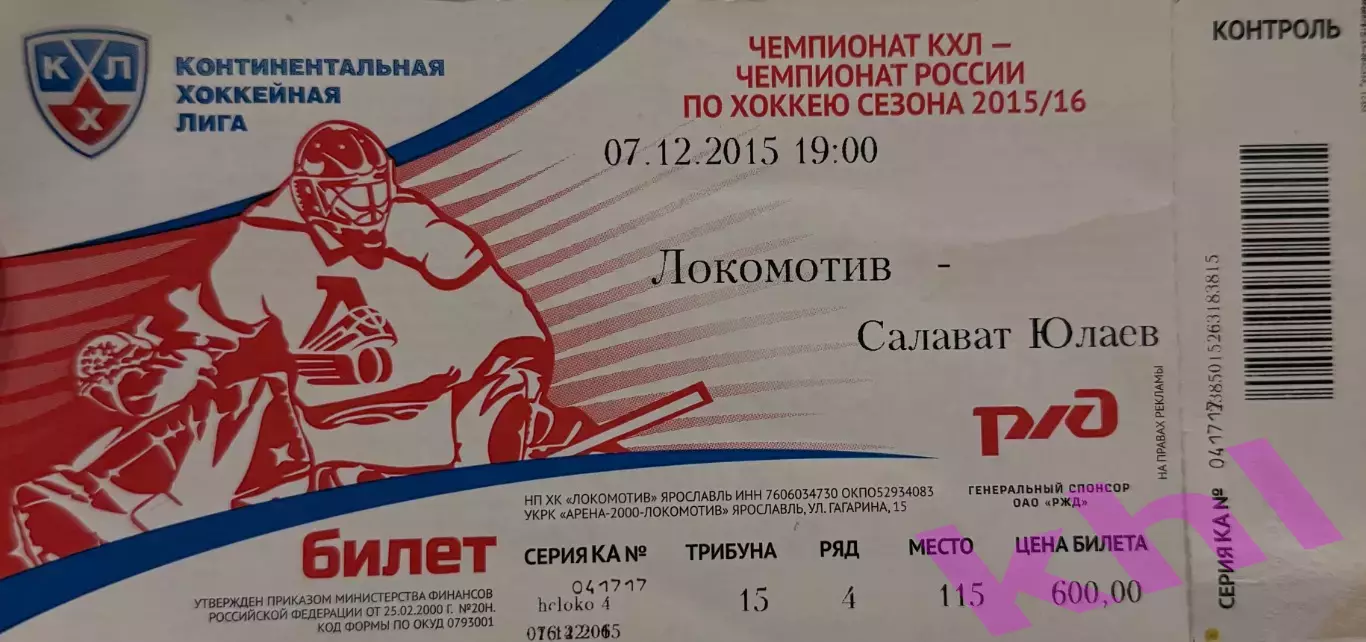 КХЛ
Х
КОНТИНЕНТАЛЬНАЯ
ХОККЕЙНАЯ
ЛИГА
ЧЕМПИОНАТ КХЛ –
ЧЕМПИОНАТ РОССИИ
ПО ХОККЕЮ СЕЗОНА 2015/16
07.12.2015 19:00
Локомотив -
Салават Юлаев
РЖД
ГЕНЕРАЛЬНЫЙ СПОНСОР
ОАО «РЖД»
НА ПРАВАХ РЕКЛАМЫ
НП ХК «ЛОКОМОТИВ» ЯРОСЛАВЛЬ ИНН 7606034730 ОКПО52934083
УКРК «АРЕНА-2000-ЛОКОМОТИВ» ЯРОСЛАВЛЬ, УЛ. ГАГАРИНА, 15
билет
УТВЕРЖДЕН ПРИКАЗОМ МИНИСТЕРСТВА ФИНАНСОВ
РОССИЙСКОЙ ФЕДЕРАЦИИ ОТ 25.02.2000 Г. №20Н.
КОД ФОРМЫ ПО ОКУД 0793001
СЕРИЯ КА № ТРИБУНА РЯД МЕСТО ЦЕНА БИЛЕТА
041717
hcloko 4 15 4 115 600,00
КОНТРОЛЬ
СЕРИЯ КА № 041717
khl